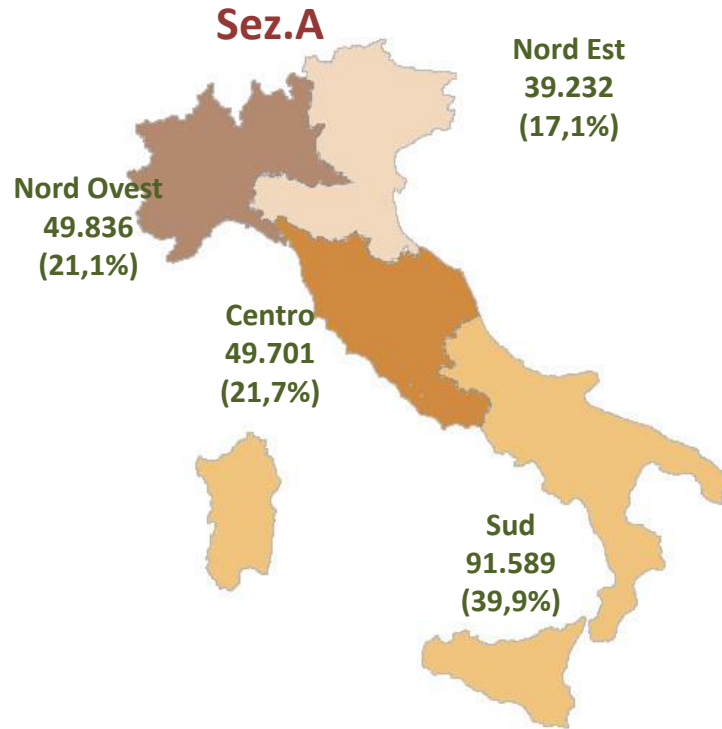 Sez.A
Nord Est
39.232
(17,1%)
Nord Ovest
49.836
(21,1%)
Centro
49.701
(21,7%)
Sud
91.589
(39,9%)